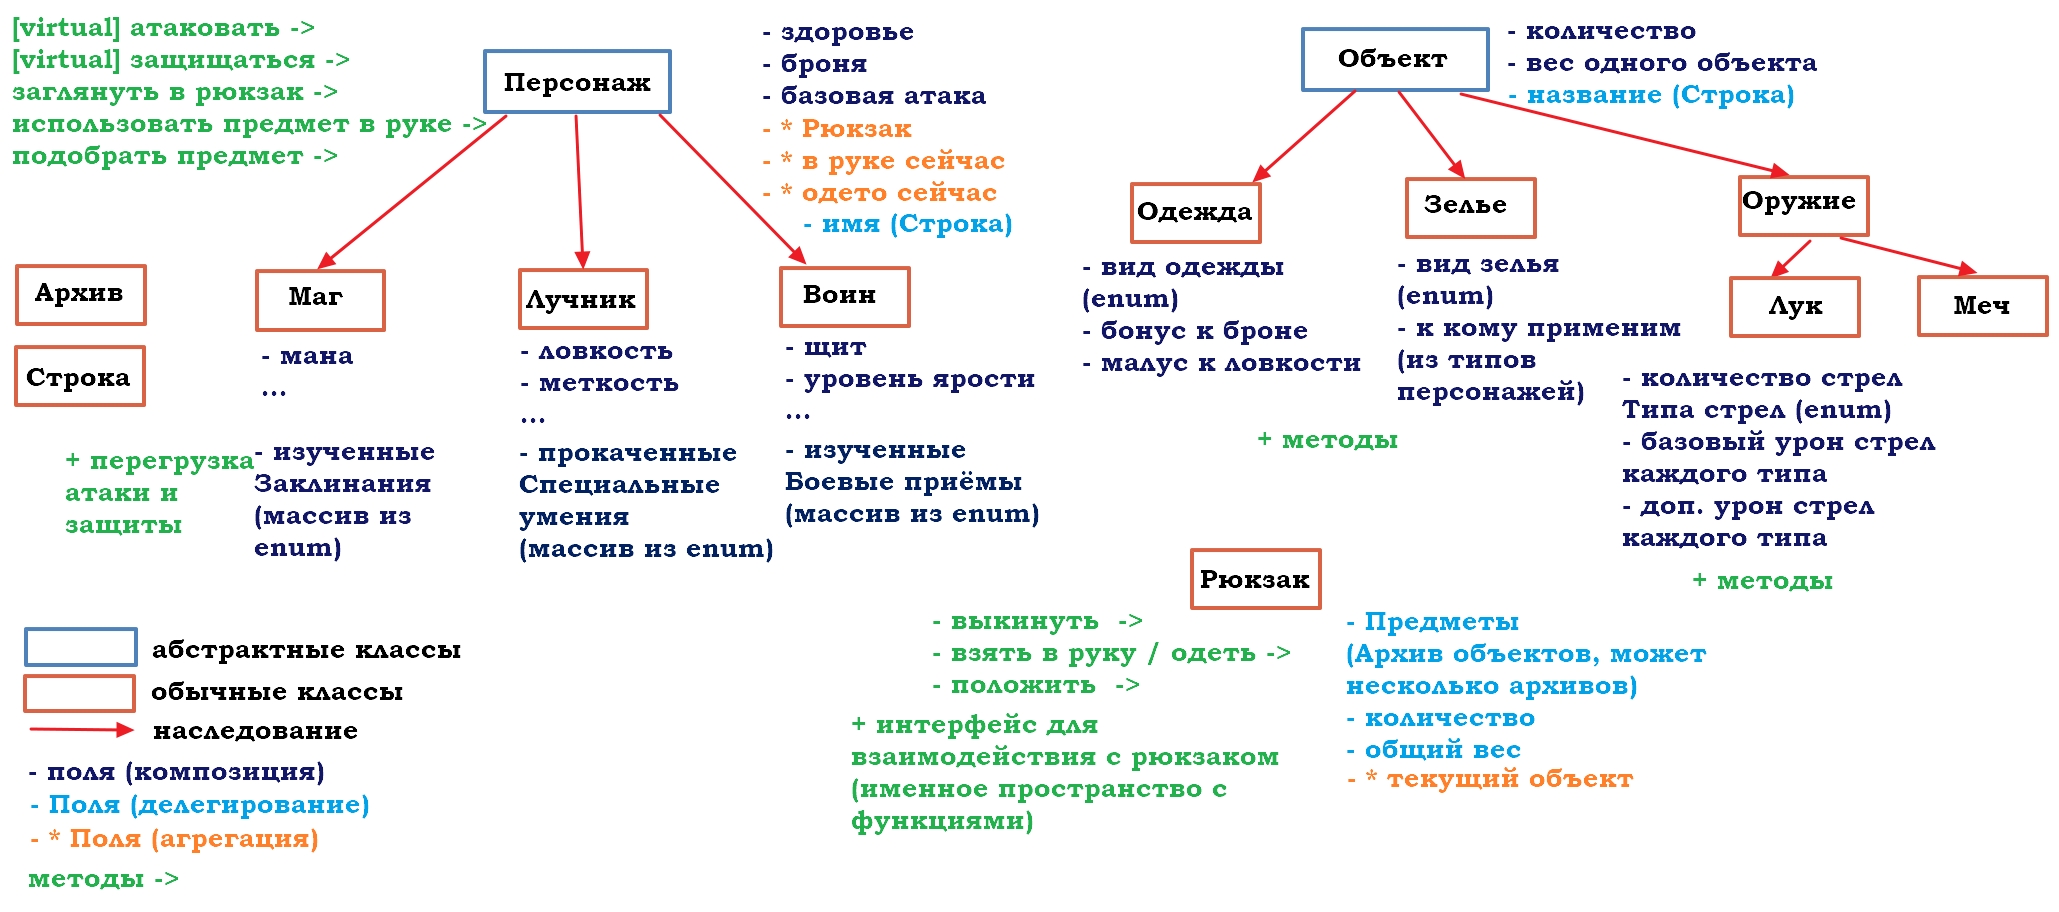 [virtual] атаковать ->
[virtual] защищаться ->
заглянуть в рюкзак ->
использовать предмет в руке ->
подобрать предмет ->
Персонаж
- здоровье
- броня
- базовая атака
- * Рюкзак
- * в руке сейчас
- * одето сейчас
- имя (Строка)
Объект
- количество
- вес одного объекта
- название (Строка)
Архив
Строка
+ перегрузка
атаки и
защиты
Маг
- мана
...
- изученные
Заклинания
(массив из
enum)
Лучник
- ловкость
- меткость
...
- прокаченные
Специальные
умения
(массив из enum)
Воин
- щит
- уровень ярости
...
- изученные
Боевые приёмы
(массив из enum)
Одежда
- вид одежды
(enum)
- бонус к броне
- малус к ловкости
Зелье
- вид зелья
(enum)
- к кому применим
(из типов
персонажей)
+ методы
Оружие
Лук
Меч
- количество стрел
Типа стрел (enum)
- базовый урон стрел
каждого типа
- доп. урон стрел
каждого типа
+ методы
Рюкзак
- выкинуть ->
- взять в руку / одеть ->
- положить ->
+ интерфейс для
взаимодействия с рюкзаком
(именное пространство с
функциями)
- Предметы
(Архив объектов, может
несколько архивов)
- количество
- общий вес
- * текущий объект
абстрактные классы
обычные классы
наследование
- поля (композиция)
- Поля (делегирование)
- * Поля (агрегация)
методы ->